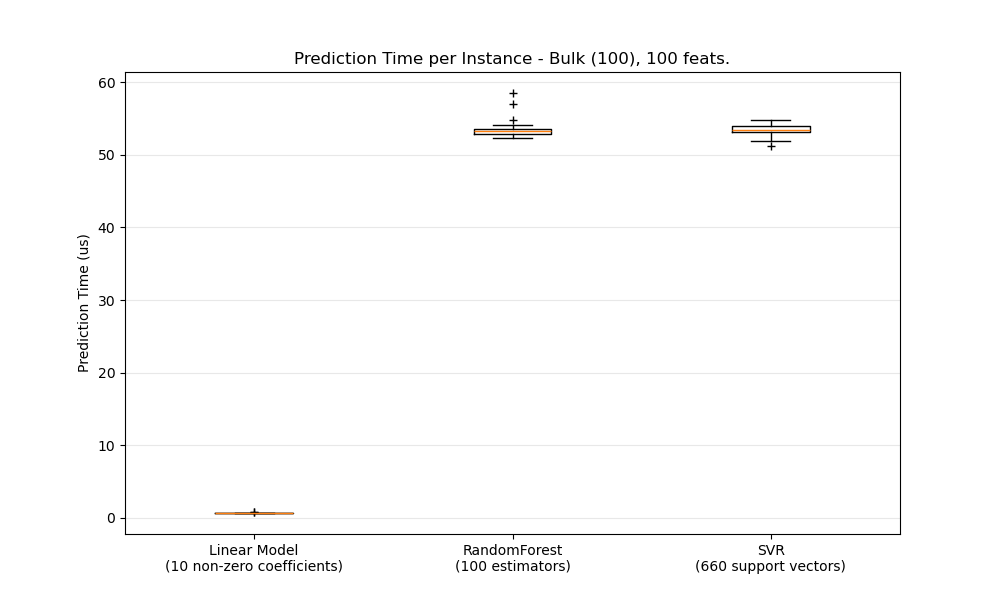 Prediction Time per Instance - Bulk (100), 100 feats.
Prediction Time (us)
60
50
40
30
20
10
0
Linear Model
(10 non-zero coefficients)
RandomForest
(100 estimators)
SVR
(660 support vectors)